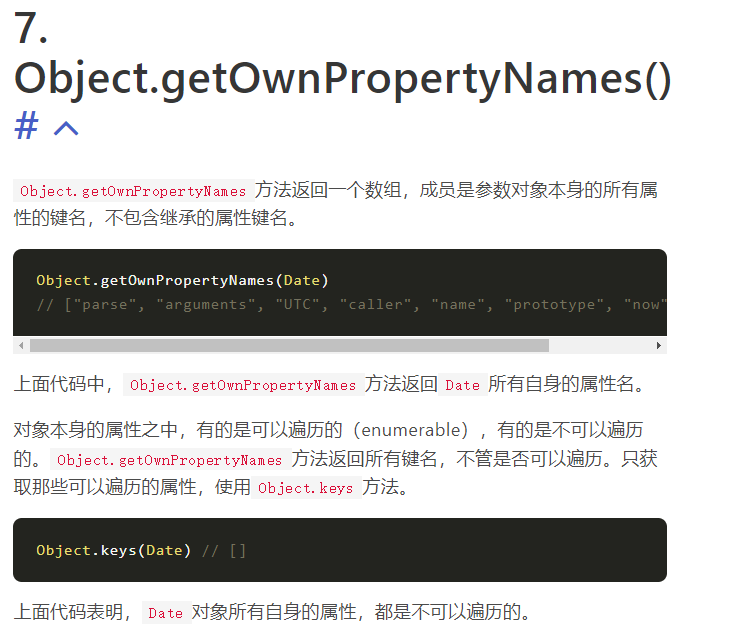 7.
Object.getOwnPropertyNames()
#
Object.getOwnPropertyNames 方法返回一个数组，成员是参数对象本身的所有属
性的键名，不包含继承的属性键名。
Object.getOwnPropertyNames(Date)
// ["parse", "arguments", "UTC", "caller", "name", "prototype", "now"
上面代码中， Object.getOwnPropertyNames 方法返回 Date 所有自身的属性名。
对象本身的属性之中，有的是可以遍历的（enumerable），有的是不可以遍历
的。 Object.getOwnPropertyNames 方法返回所有键名，不管是否可以遍历。只获
取那些可以遍历的属性，使用 Object.keys 方法。
Object.keys(Date) // []
上面代码表明， Date 对象所有自身的属性，都是不可以遍历的。